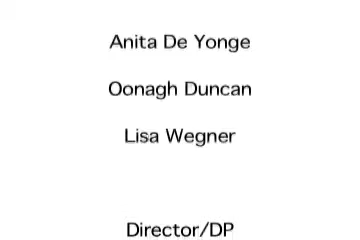 Anita De Yonge
Oonagh Duncan
Lisa Wegner
Director/DP